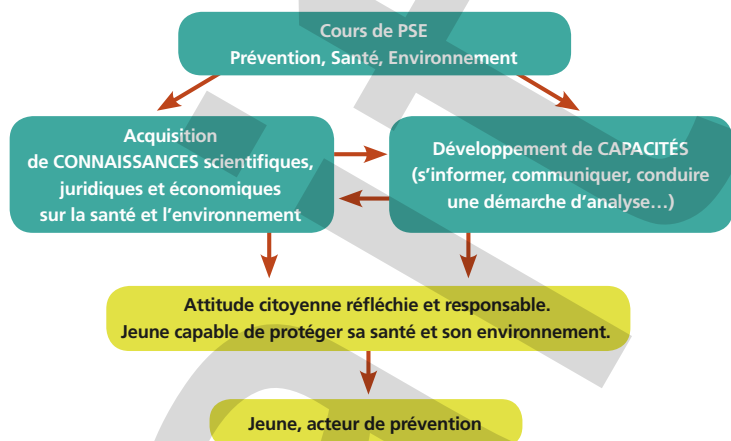 Cours de PSE
Prévention, Santé, Environnement
Acquisition
de CONNAISSANCES scientifiques,
juridiques et économiques
sur la santé et l’environnement
Développement de CAPACITÉS
(s’informer, communiquer, conduire
une démarche d’analyse…)
Attitude citoyenne réfléchie et responsable.
Jeune capable de protéger sa santé et son environnement.
Jeune, acteur de prévention